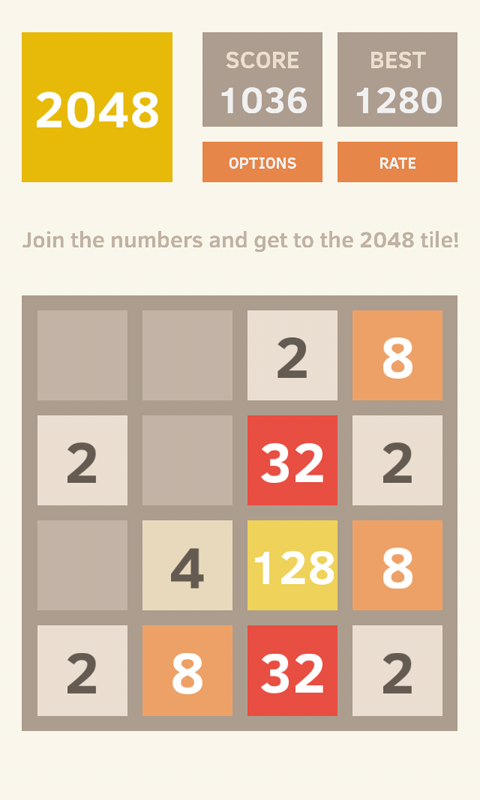 2048
SCORE
1036
BEST
1280
OPTIONS
RATE
Join the numbers and get to the 2048 tile!
2 8
2 32 2
4 128 8
2 8 32 2